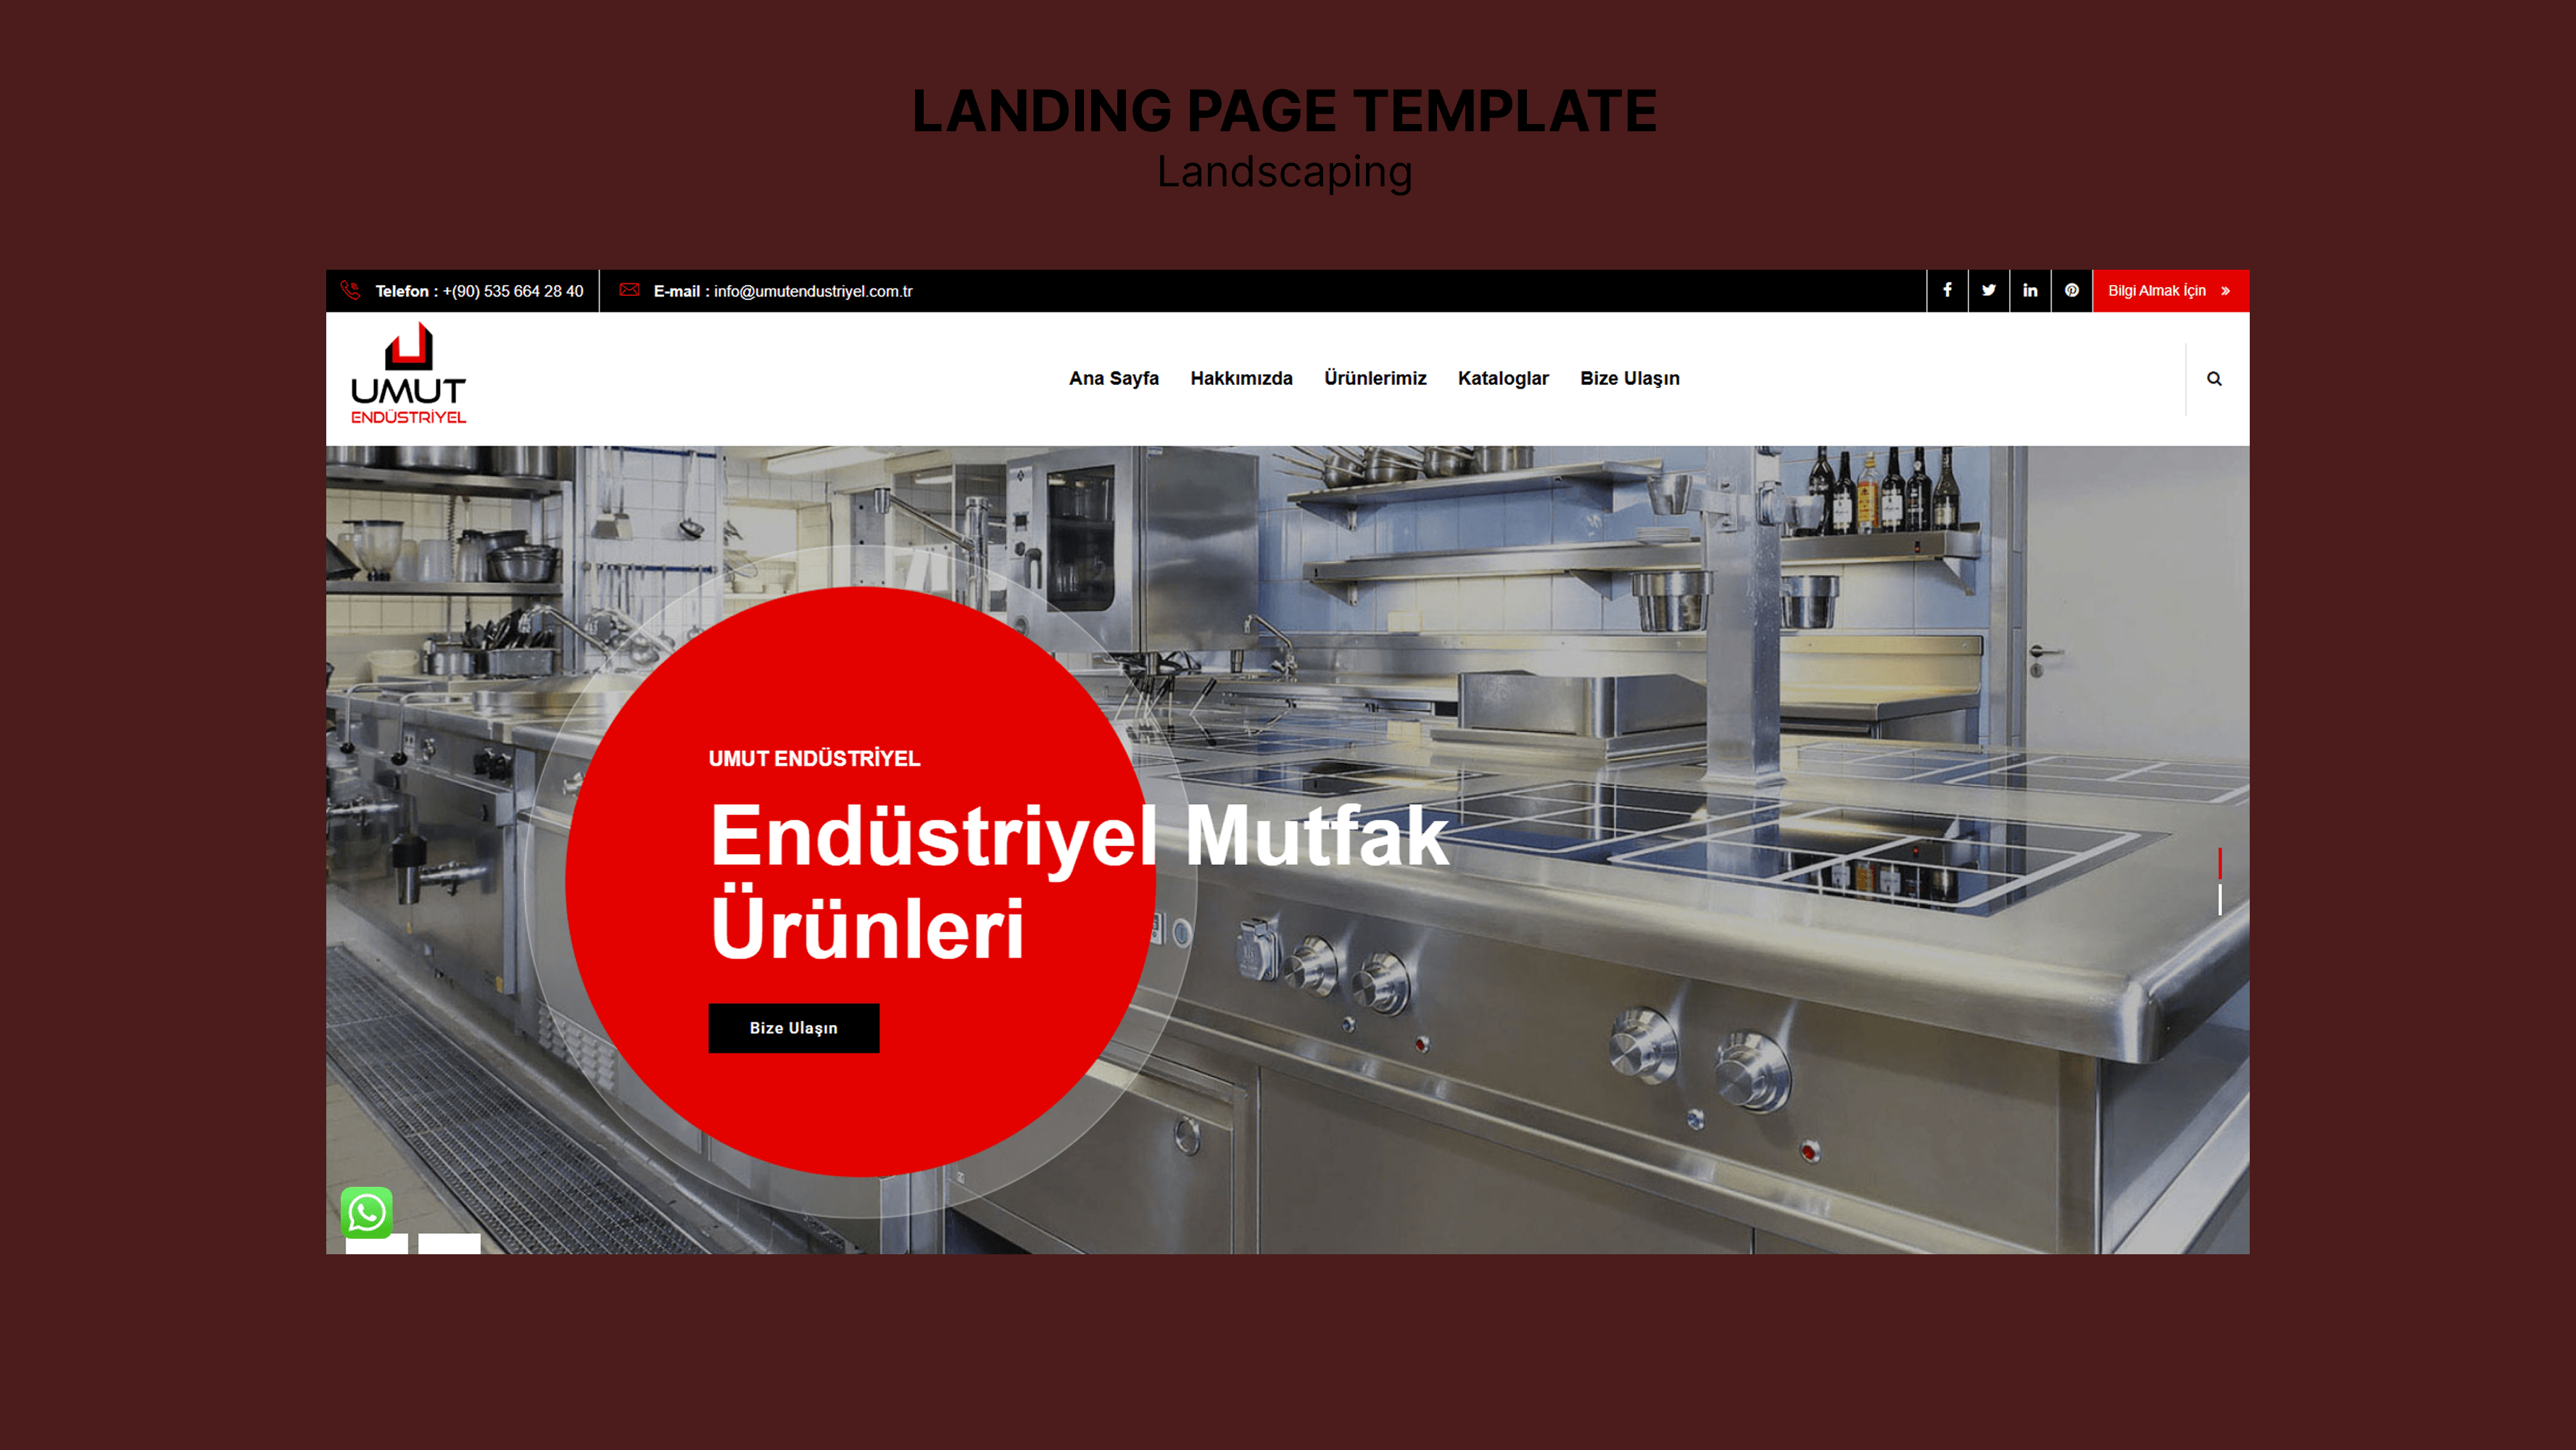 LANDING PAGE TEMPLATE
Landscaping
Telefon : +(90) 535 664 28 40
E-mail : info@umutendustriyel.com.tr
Bilgi Almak İçin »
UMUT
ENDÜSTRİYEL
Ana Sayfa
Hakkımızda
Ürünlerimiz
Kataloglar
Bize Ulaşın
UMUT ENDÜSTRİYEL
Endüstriyel Mutfak
Ürünleri
Bize Ulaşın